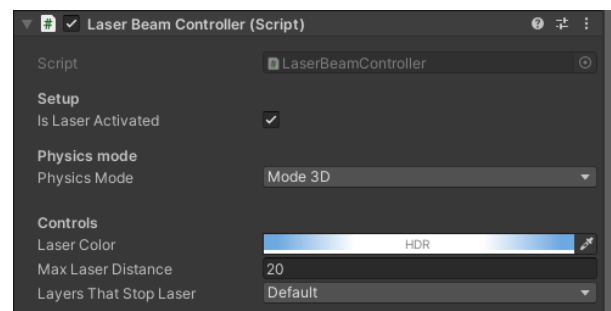 Laser Beam Controller (Script)
Script LaserBeamController
Setup
Is Laser Activated
Physics mode
Physics Mode Mode 3D
Controls
Laser Color HDR
Max Laser Distance 20
Layers That Stop Laser Default